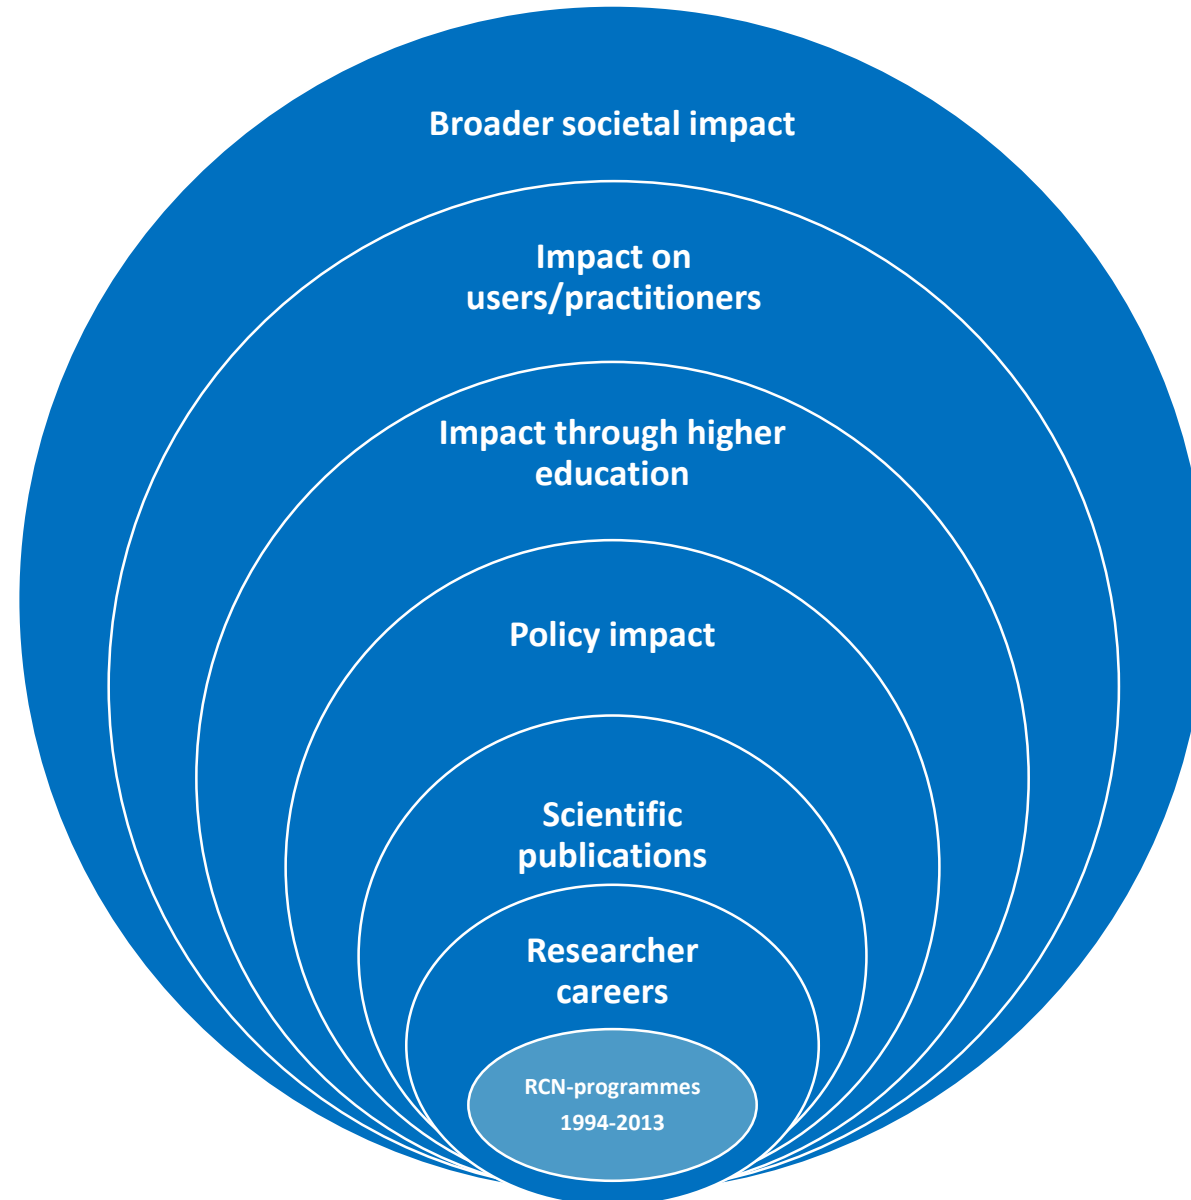 Broader societal impact
Impact on
users/practitioners
Impact through higher
education
Policy impact
Scientific
publications
Researcher
careers
RCN-programmes
1994-2013